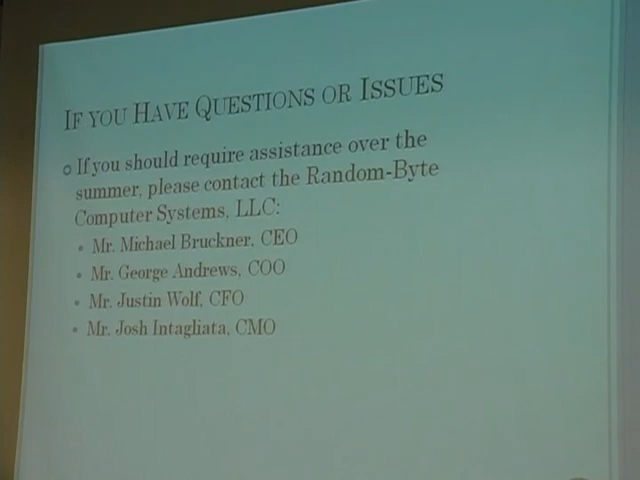 IF YOU HAVE QUESTIONS OR ISSUES
If you should require assistance over the
summer, please contact the Random-Byte
Computer Systems, LLC:
Mr. Michael Bruckner, CEO
Mr. George Andrews, COO
Mr. Justin Wolf, CFO
Mr. Josh Intagliata, CMO